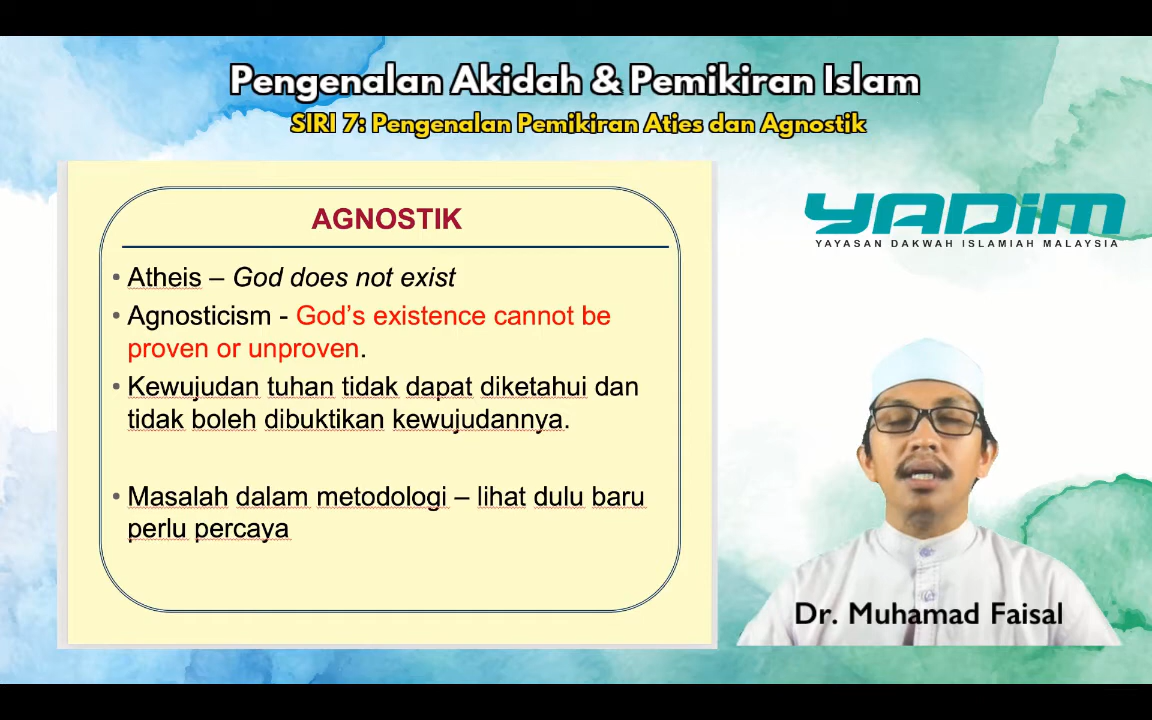 Pengenalan Akidah & Pemikiran Islam
SIRI 7: Pengenalan Pemikiran Aties dan Agnostik
AGNOSTIK
• Atheis – God does not exist
• Agnosticism - God’s existence cannot be
proven or unproven.
• Kewujudan tuhan tidak dapat diketahui dan
tidak boleh dibuktikan kewujudannya.
• Masalah dalam metodologi – lihat dulu baru
perlu percaya
YADiM
YAYASAN DAKWAH ISLAMIAH MALAYSIA
Dr. Muhamad Faisal